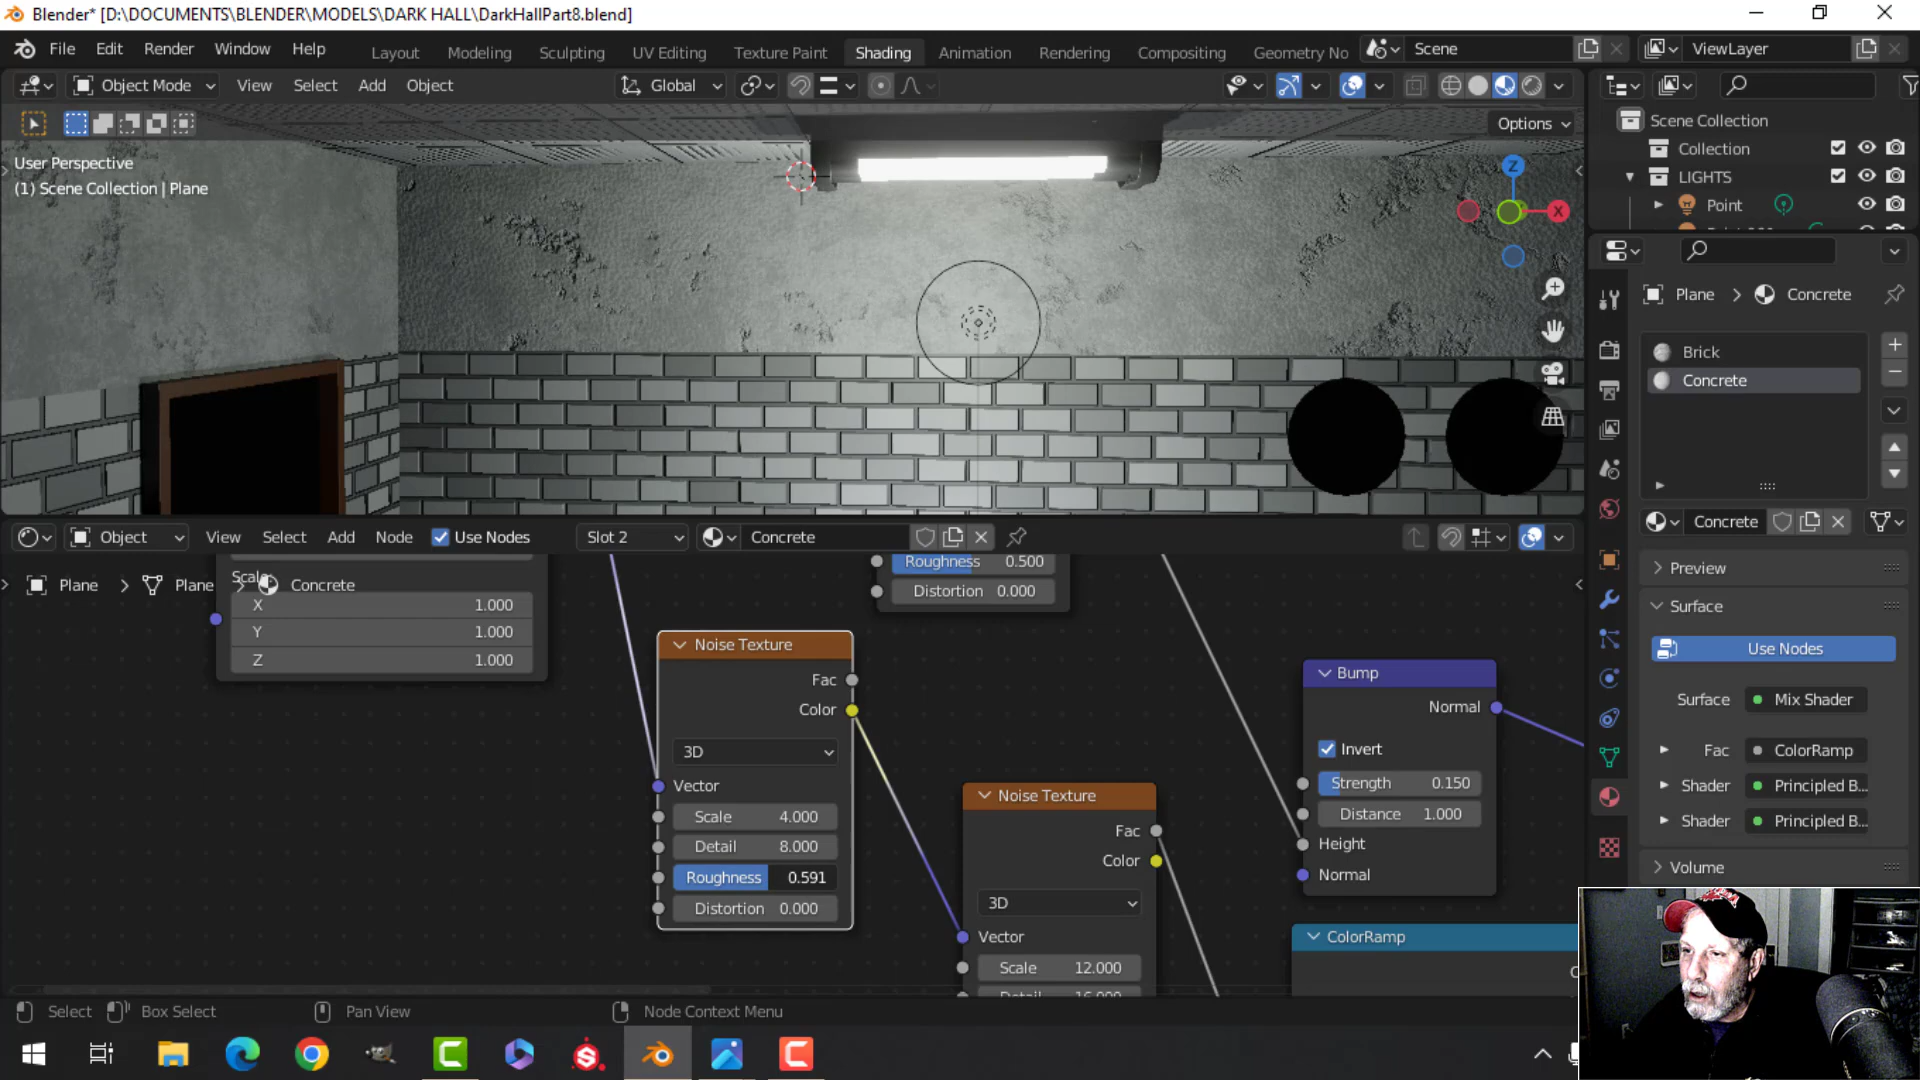 Blender* [D:\DOCUMENTS\BLENDER\MODELS\DARK HALL\DarkHallPart8.blend]
File Edit Render Window Help Layout Modeling Sculpting UV Editing Texture Paint Shading Animation Rendering Compositing Geometry No Scene ViewLayer
Object Mode View Select Add Object Global
Options
User Perspective
(1) Scene Collection | Plane
Z
X
Scene Collection
Collection
LIGHTS
Point
Plane > Concrete
Brick
Concrete
Object View Select Add Node Use Nodes Slot 2 Concrete
Concrete
Plane > Plane > Concrete
Scale
X 1.000
Y 1.000
Z 1.000
Roughness 0.500
Distortion 0.000
Noise Texture
Fac
Color
3D
Vector
Scale 4.000
Detail 8.000
Roughness 0.591
Distortion 0.000
Noise Texture
Fac
Color
3D
Vector
Scale 12.000
Detail 16.000
Bump
Normal
Invert
Strength 0.150
Distance 1.000
Height
Normal
ColorRamp
Preview
Surface
Use Nodes
Surface Mix Shader
Fac ColorRamp
Shader Principled B...
Shader Principled B...
Volume
Select Box Select Pan View Node Context Menu